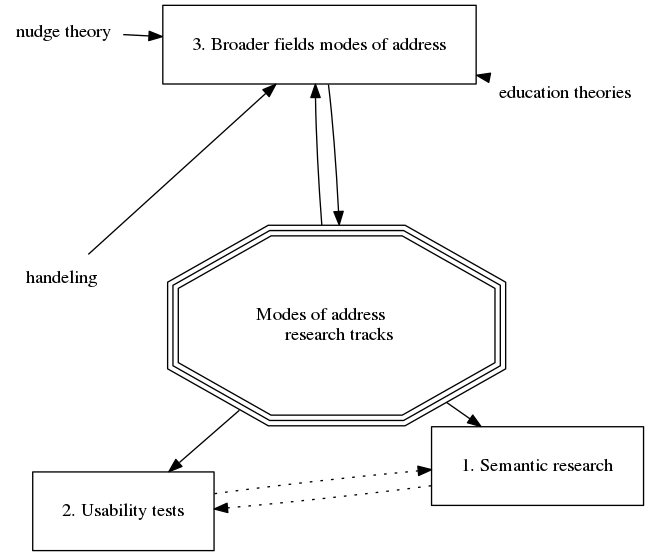 nudge theory
3. Broader fields modes of address
education theories
handeling
Modes of address
research tracks
1. Semantic research
2. Usability tests